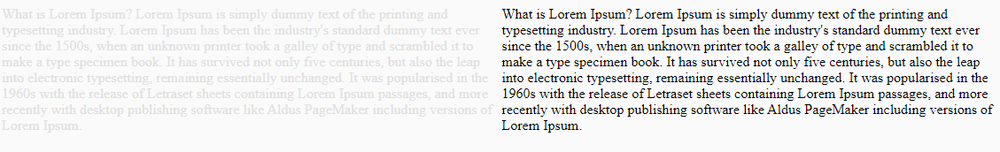 What is Lorem Ipsum? Lorem Ipsum is simply dummy text of the printing and
typesetting industry. Lorem Ipsum has been the industry's standard dummy text ever
since the 1500s, when an unknown printer took a galley of type and scrambled it to
make a type specimen book. It has survived not only five centuries, but also the leap
into electronic typesetting, remaining essentially unchanged. It was popularised in the
1960s with the release of Letraset sheets containing Lorem Ipsum passages, and more
recently with desktop publishing software like Aldus PageMaker including versions of
Lorem Ipsum.
What is Lorem Ipsum? Lorem Ipsum is simply dummy text of the printing and
typesetting industry. Lorem Ipsum has been the industry's standard dummy text ever
since the 1500s, when an unknown printer took a galley of type and scrambled it to
make a type specimen book. It has survived not only five centuries, but also the leap
into electronic typesetting, remaining essentially unchanged. It was popularised in the
1960s with the release of Letraset sheets containing Lorem Ipsum passages, and more
recently with desktop publishing software like Aldus PageMaker including versions of
Lorem Ipsum.